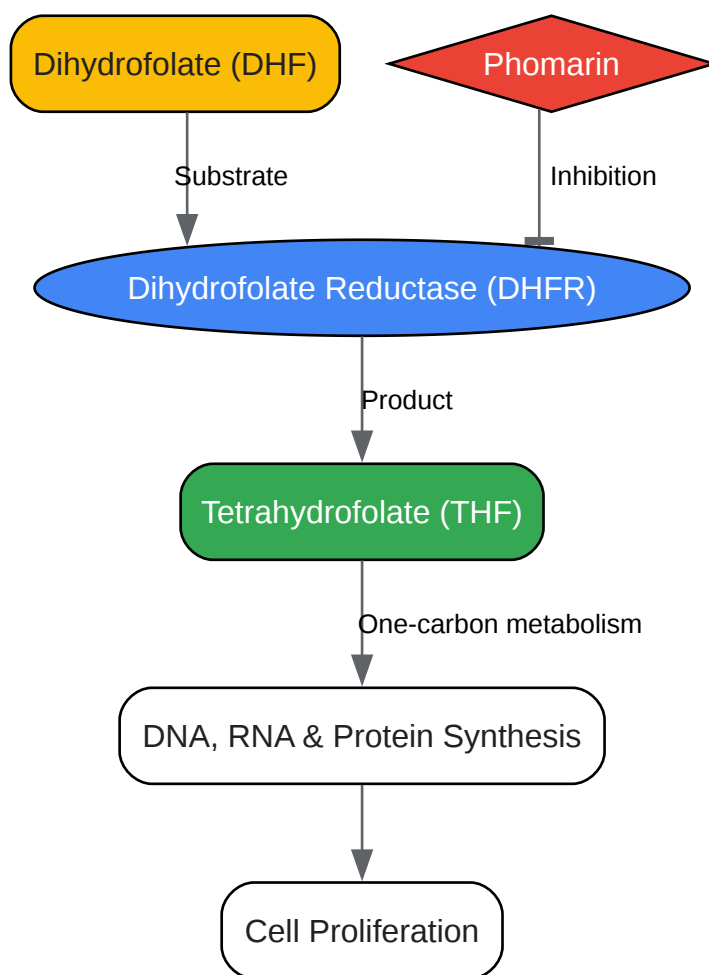 Dihydrofolate (DHF)
Phomarin
Substrate
Inhibition
Dihydrofolate Reductase (DHFR)
Product
Tetrahydrofolate (THF)
One-carbon metabolism
DNA, RNA & Protein Synthesis
Cell Proliferation